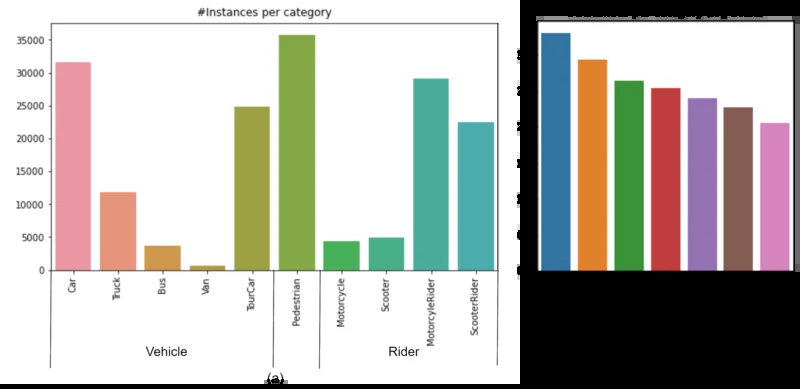 #Instances per category
35000
30000
25000
20000
15000
10000
5000
0
Car
Truck
Bus
Van
TourCar
Pedestrian
Motorcycle
Scooter
MotorcyleRider
ScooterRider
Vehicle
Rider
(a)